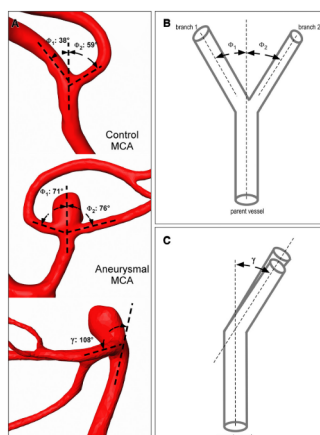 A
Φ1: 38°
Φ2: 59°
Control
MCA
Φ1: 71°
Φ2: 76°
Aneurysmal
MCA
γ: 108°
B
branch 1
branch 2
Φ1
Φ2
parent vessel
C
γ